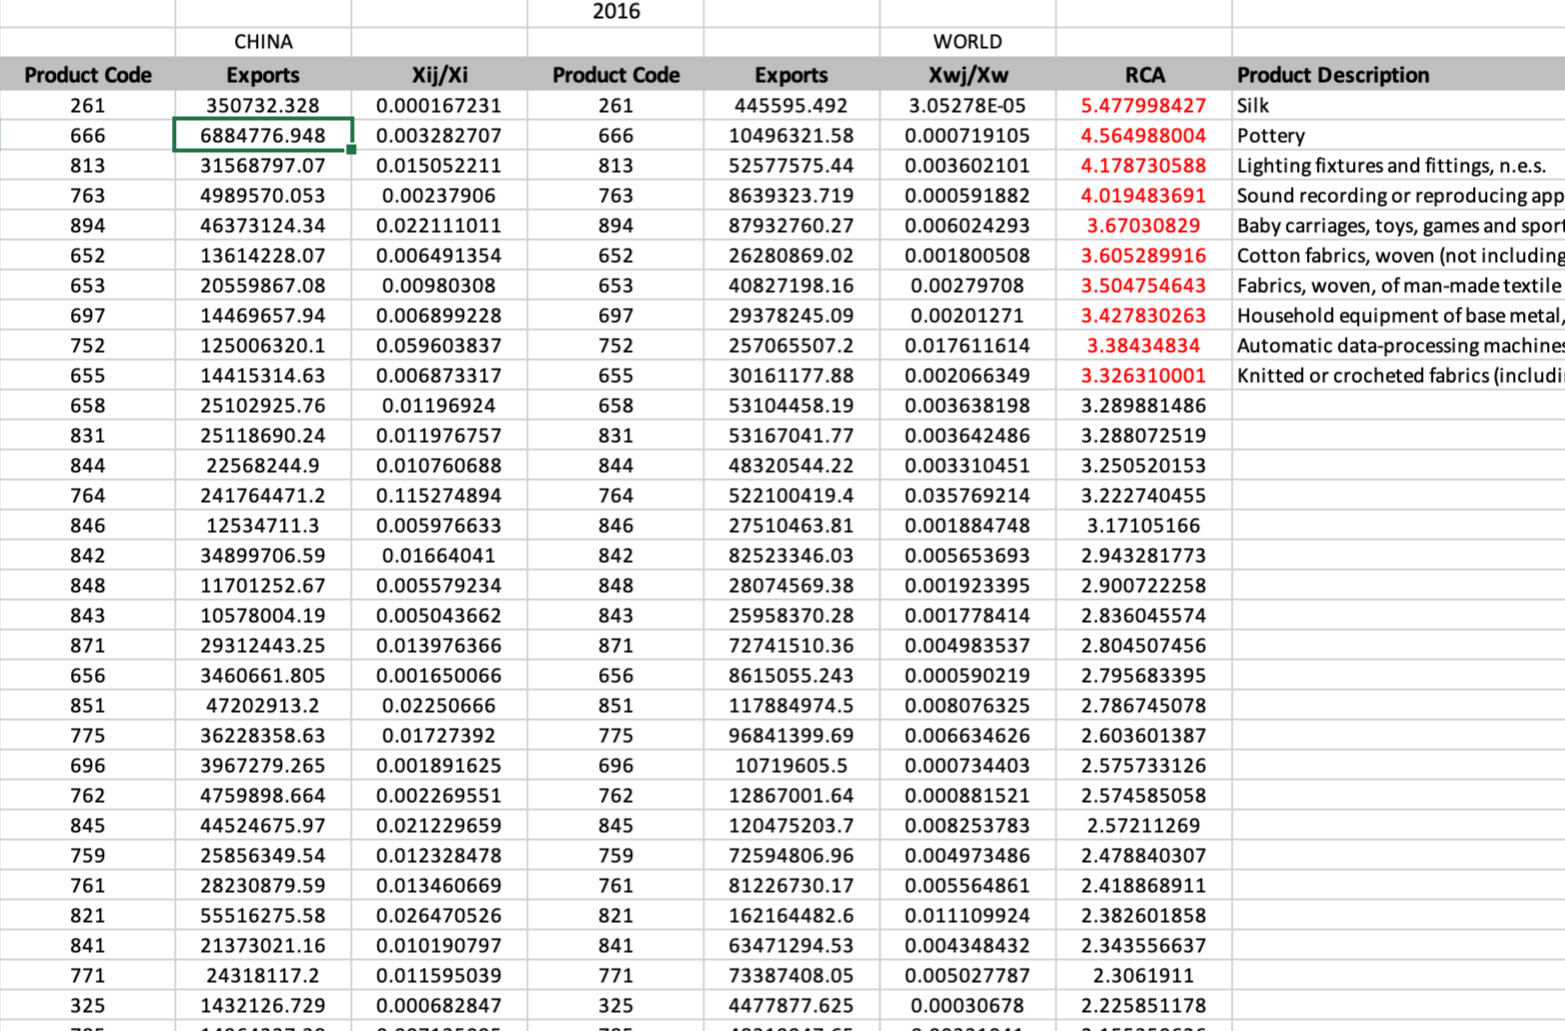 2016
CHINA WORLD
Product Code Exports Xij/Xi Product Code Exports Xwj/Xw RCA Product Description
261 350732.328 0.000167231 261 445595.492 3.05278E-05 5.477998427 Silk
666 6884776.948 0.003282707 666 10496321.58 0.000719105 4.564988004 Pottery
813 31568797.07 0.015052211 813 52577575.44 0.003602101 4.178730588 Lighting fixtures and fittings, n.e.s.
763 4989570.053 0.00237906 763 8639323.719 0.000591882 4.019483691 Sound recording or reproducing app
894 46373124.34 0.022111011 894 87932760.27 0.006024293 3.67030829 Baby carriages, toys, games and sport
652 13614228.07 0.006491354 652 26280869.02 0.001800508 3.605289916 Cotton fabrics, woven (not including
653 20559867.08 0.00980308 653 40827198.16 0.00279708 3.504754643 Fabrics, woven, of man-made textile
697 14469657.94 0.006899228 697 29378245.09 0.00201271 3.427830263 Household equipment of base metal,
752 125006320.1 0.059603837 752 257065507.2 0.017611614 3.38434834 Automatic data-processing machines
655 14415314.63 0.006873317 655 30161177.88 0.002066349 3.326310001 Knitted or crocheted fabrics (includi
658 25102925.76 0.01196924 658 53104458.19 0.003638198 3.289881486
831 25118690.24 0.011976757 831 53167041.77 0.003642486 3.288072519
844 22568244.9 0.010760688 844 48320544.22 0.003310451 3.250520153
764 241764471.2 0.115274894 764 522100419.4 0.035769214 3.222740455
846 12534711.3 0.005976633 846 27510463.81 0.001884748 3.17105166
842 34899706.59 0.01664041 842 82523346.03 0.005653693 2.943281773
848 11701252.67 0.005579234 848 28074569.38 0.001923395 2.900722258
843 10578004.19 0.005043662 843 25958370.28 0.001778414 2.836045574
871 29312443.25 0.013976366 871 72741510.36 0.004983537 2.804507456
656 3460661.805 0.001650066 656 8615055.243 0.000590219 2.795683395
851 47202913.2 0.02250666 851 117884974.5 0.008076325 2.786745078
775 36228358.63 0.01727392 775 96841399.69 0.006634626 2.603601387
696 3967279.265 0.001891625 696 10719605.5 0.000734403 2.575733126
762 4759898.664 0.002269551 762 12867001.64 0.000881521 2.574585058
845 44524675.97 0.021229659 845 120475203.7 0.008253783 2.57211269
759 25856349.54 0.012328478 759 72594806.96 0.004973486 2.478840307
761 28230879.59 0.013460669 761 81226730.17 0.005564861 2.418868911
821 55516275.58 0.026470526 821 162164482.6 0.011109924 2.382601858
841 21373021.16 0.010190797 841 63471294.53 0.004348432 2.343556637
771 24318117.2 0.011595039 771 73387408.05 0.005027787 2.3061911
325 1432126.729 0.000682847 325 4477877.625 0.00030678 2.225851178